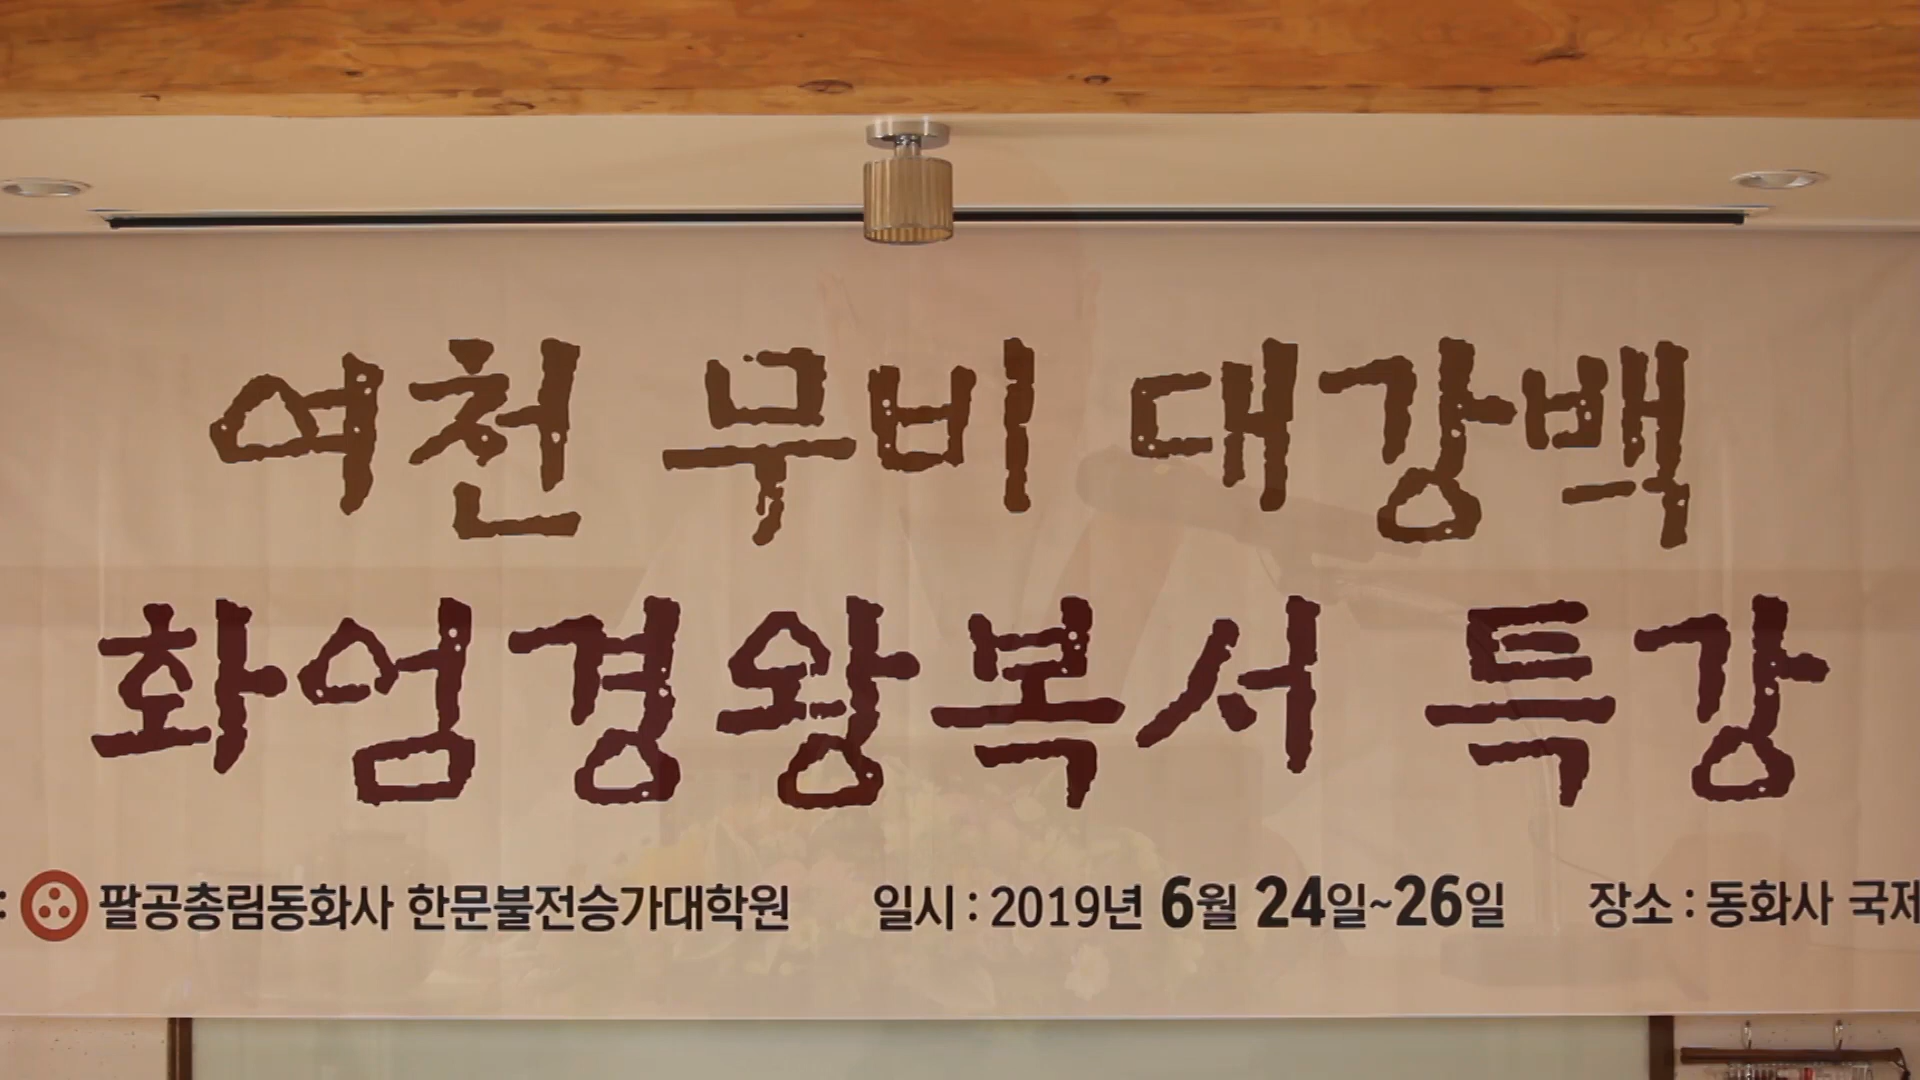 여천 무비 대강백
화엄경왕복서 특강
: 팔공총림동화사 한문불전승가대학원 일시 : 2019년 6월 24일~26일 장소 : 동화사 국제